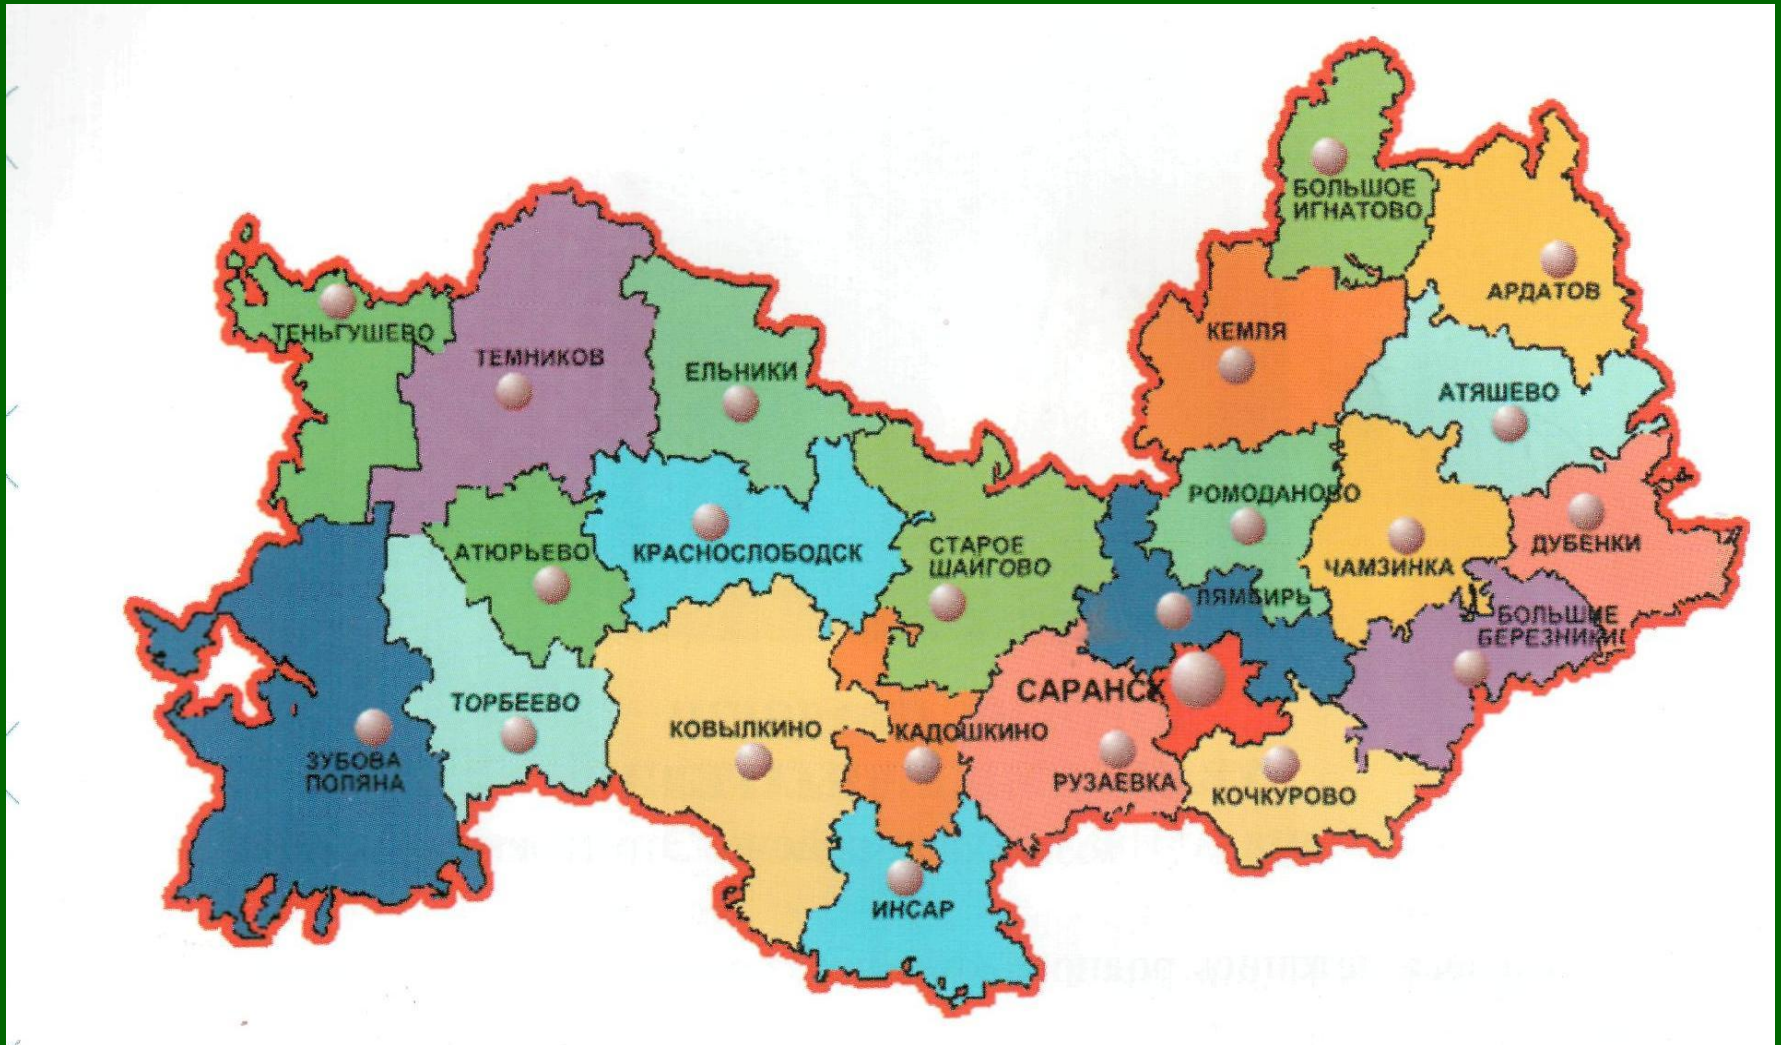 БОЛЬШОЕ
ИГНАТОВО
АРДАТОВ
ТЕНЬГУШЕВО
ТЕМНИКОВ
ЕЛЬНИКИ
КЕМЛЯ
АТЯШЕВО
АТЮРЬЕВО
КРАСНОСЛОБОДСК
СТАРОЕ
ШАЙГОВО
РОМОДАНОВО
ЧАМЗИНКА
ДУБЕНКИ
ЛЯМБИРЬ
БОЛЬШИЕ
БЕРЕЗНИКИ
ЗУБОВА
ПОЛЯНА
ТОРБЕЕВО
КОВЫЛКИНО
КАДОШКИНО
САРАНСК
РУЗАЕВКА
КОЧКУРОВО
ИНСАР